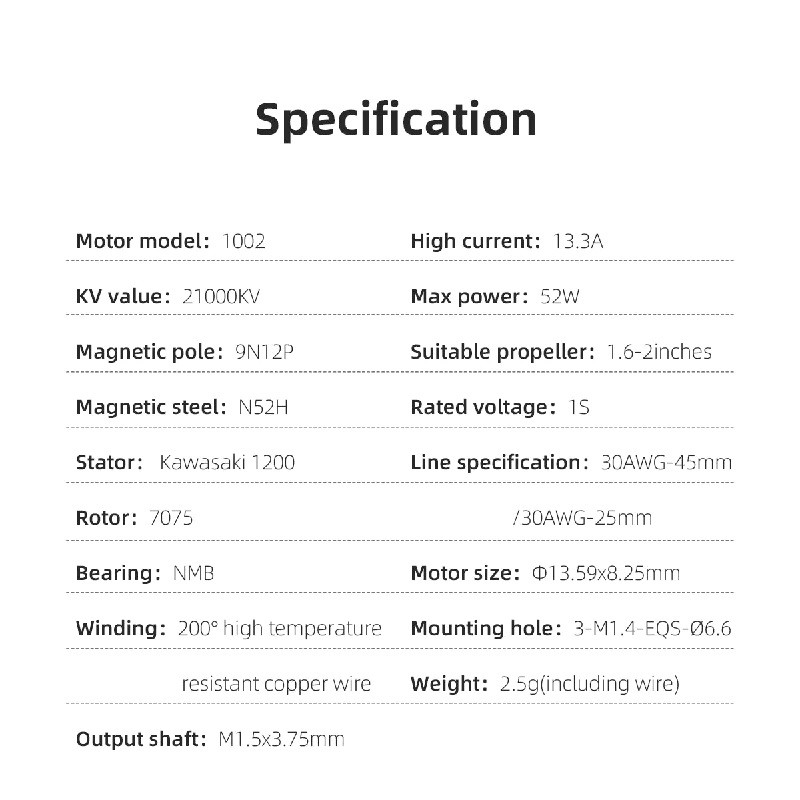 Specification
Motor model： 1002
High current： 13.3A
KV value： 21000KV
Max power： 52W
Magnetic pole： 9N12P
Suitable propeller： 1.6-2inches
Magnetic steel： N52H
Rated voltage： 1S
Stator： Kawasaki 1200
Line specification： 30AWG-45mm
Rotor： 7075
/30AWG-25mm
Bearing： NMB
Motor size： Φ13.59x8.25mm
Winding： 200° high temperature
Mounting hole： 3-M1.4-EQS-Ø6.6
resistant copper wire
Weight： 2.5g(including wire)
Output shaft： M1.5x3.75mm